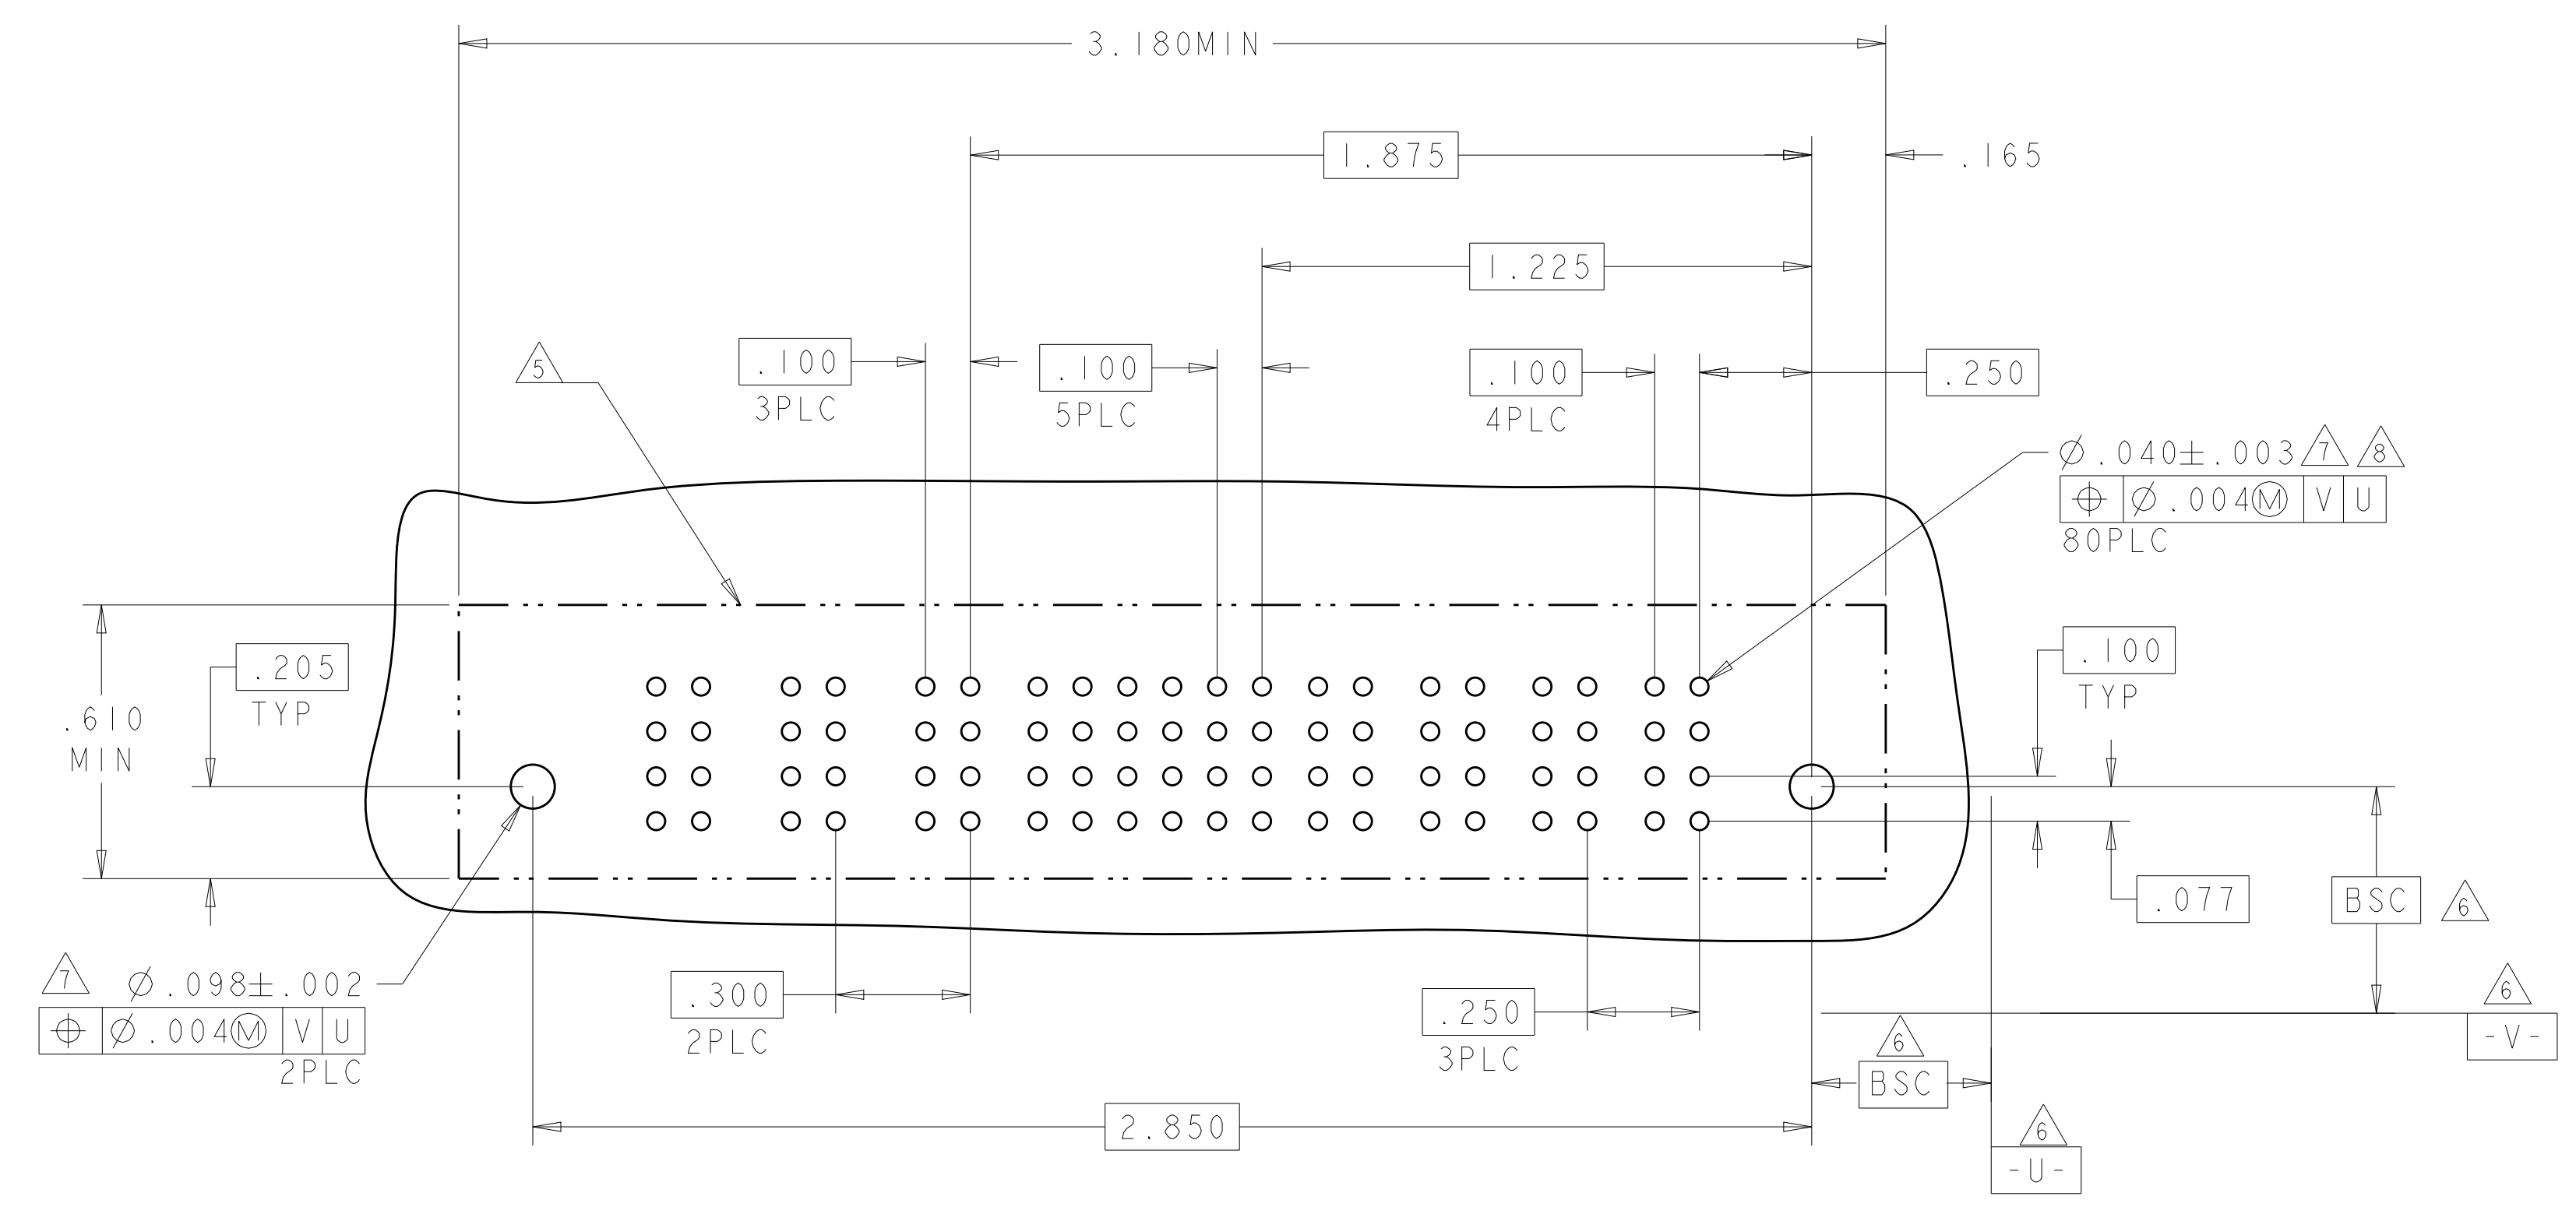 3.180MIN
1.875
.165
1.225
5
.100
3PLC
.100
5PLC
.100
4PLC
.250
Ø.040±.003 7 8
⌖ Ø.004Ⓜ V U
80PLC
.205
TYP
.610
MIN
.100
TYP
.077
BSC 6
7 Ø.098±.002
⌖ Ø.004Ⓜ V U
2PLC
.300
2PLC
.250
3PLC
6
-V-
6
BSC
2.850
6
-U-